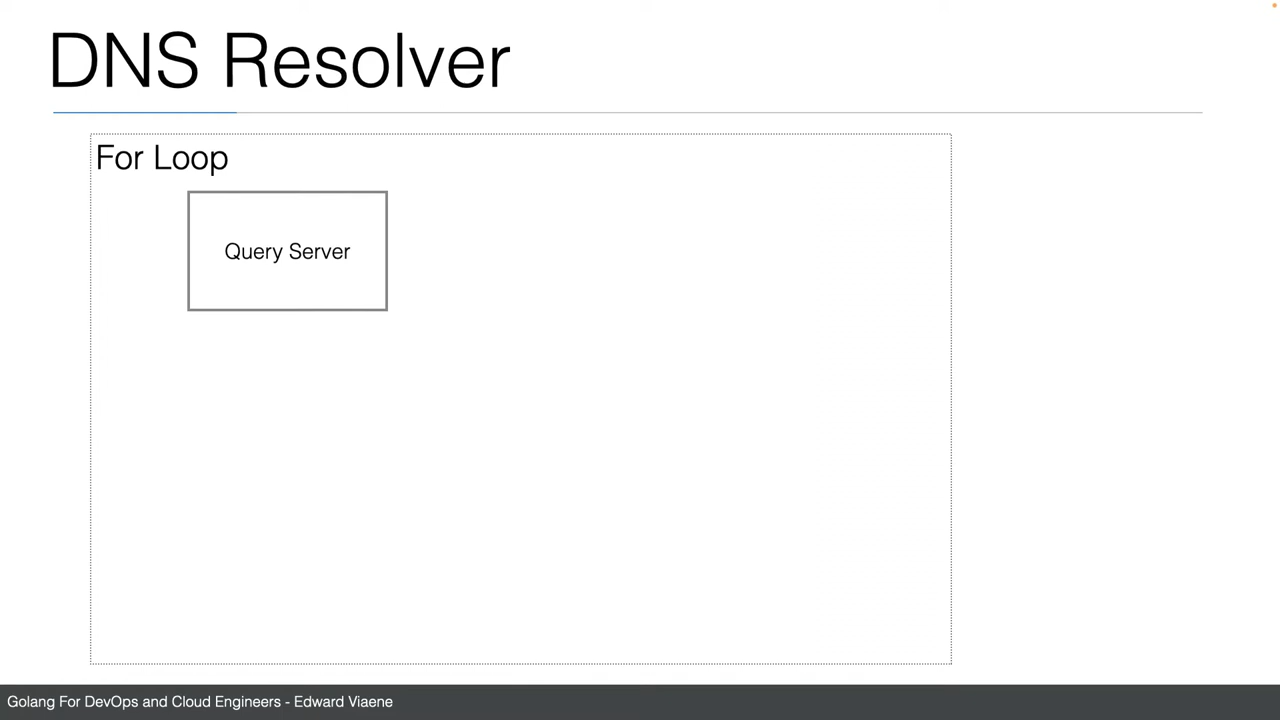 DNS Resolver
For Loop
Query Server
Golang For DevOps and Cloud Engineers - Edward Viaene